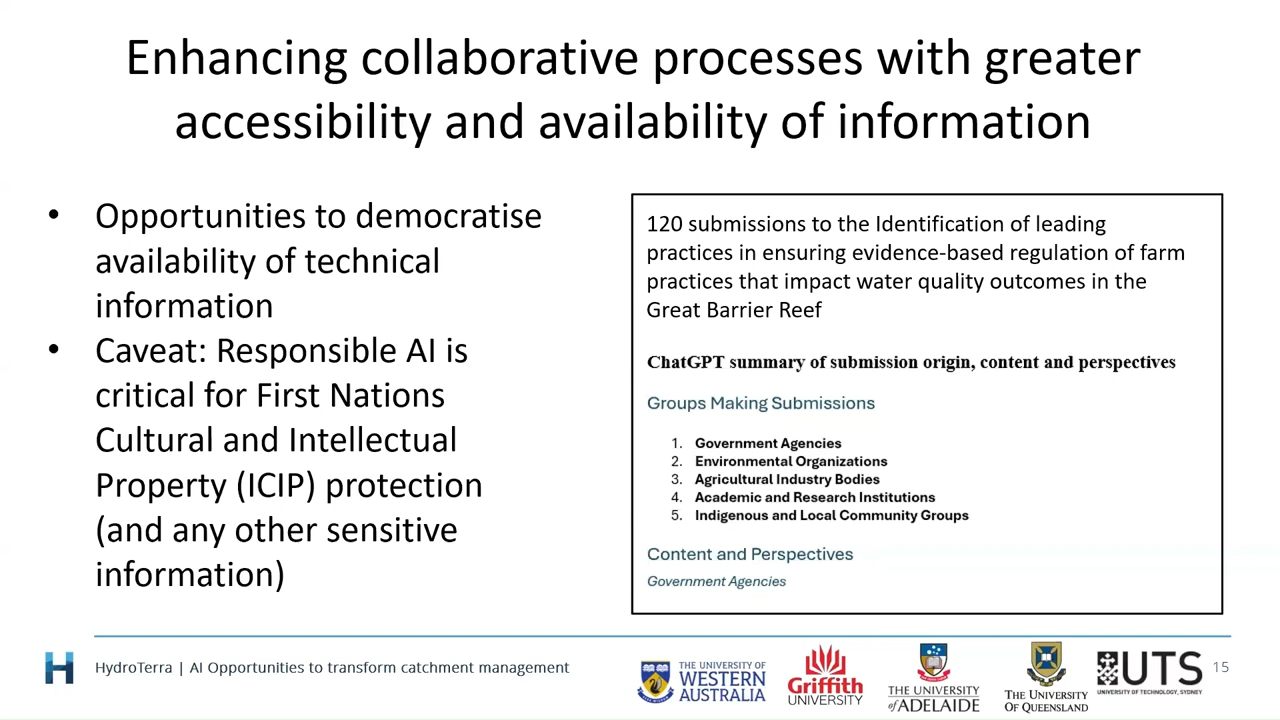 Enhancing collaborative processes with greater
accessibility and availability of information
• Opportunities to democratise
availability of technical
information
• Caveat: Responsible AI is
critical for First Nations
Cultural and Intellectual
Property (ICIP) protection
(and any other sensitive
information)
120 submissions to the Identification of leading
practices in ensuring evidence-based regulation of farm
practices that impact water quality outcomes in the
Great Barrier Reef
ChatGPT summary of submission origin, content and perspectives
Groups Making Submissions
1. Government Agencies
2. Environmental Organizations
3. Agricultural Industry Bodies
4. Academic and Research Institutions
5. Indigenous and Local Community Groups
Content and Perspectives
Government Agencies
HydroTerra | AI Opportunities to transform catchment management
THE UNIVERSITY OF
WESTERN
AUSTRALIA
Griffith
UNIVERSITY
THE UNIVERSITY
of ADELAIDE
THE UNIVERSITY
OF QUEENSLAND
UTS
UNIVERSITY OF TECHNOLOGY, SYDNEY
15